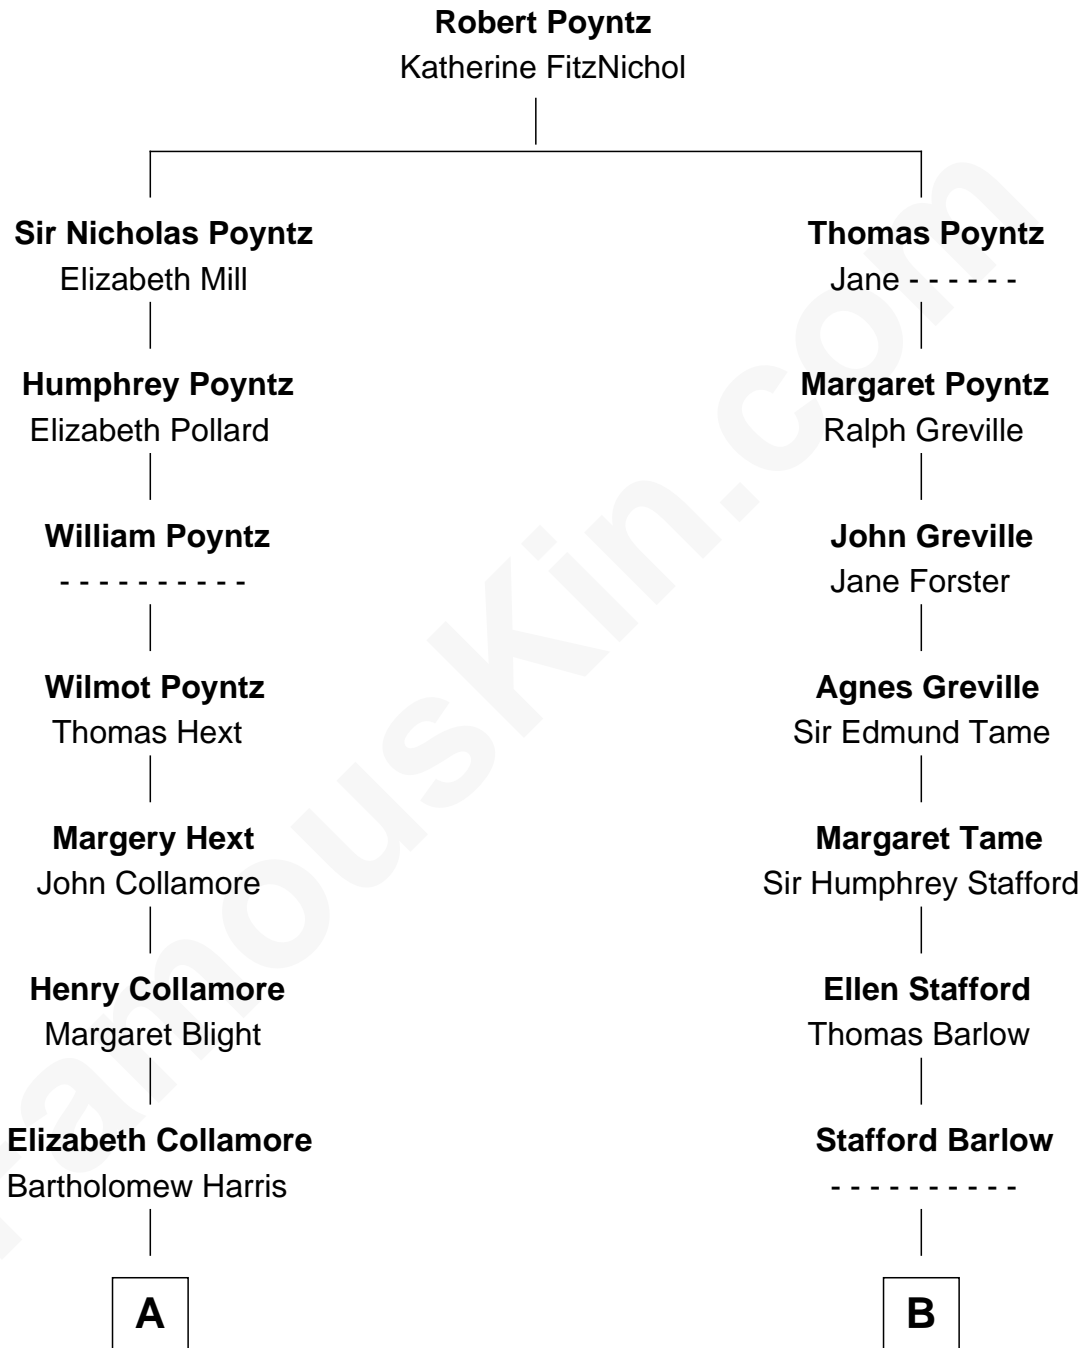 Robert Poyntz
Katherine FitzNichol
Sir Nicholas Poyntz
Elizabeth Mill
Thomas Poyntz
Jane - - - - - -
Humphrey Poyntz
Elizabeth Pollard
Margaret Poyntz
Ralph Greville
William Poyntz
- - - - - - - - - -
John Greville
Jane Forster
Wilmot Poyntz
Thomas Hext
Agnes Greville
Sir Edmund Tame
Margery Hext
John Collamore
Margaret Tame
Sir Humphrey Stafford
Henry Collamore
Margaret Blight
Ellen Stafford
Thomas Barlow
Elizabeth Collamore
Bartholomew Harris
Stafford Barlow
- - - - - - - - - -
A
B
FamousKin.com